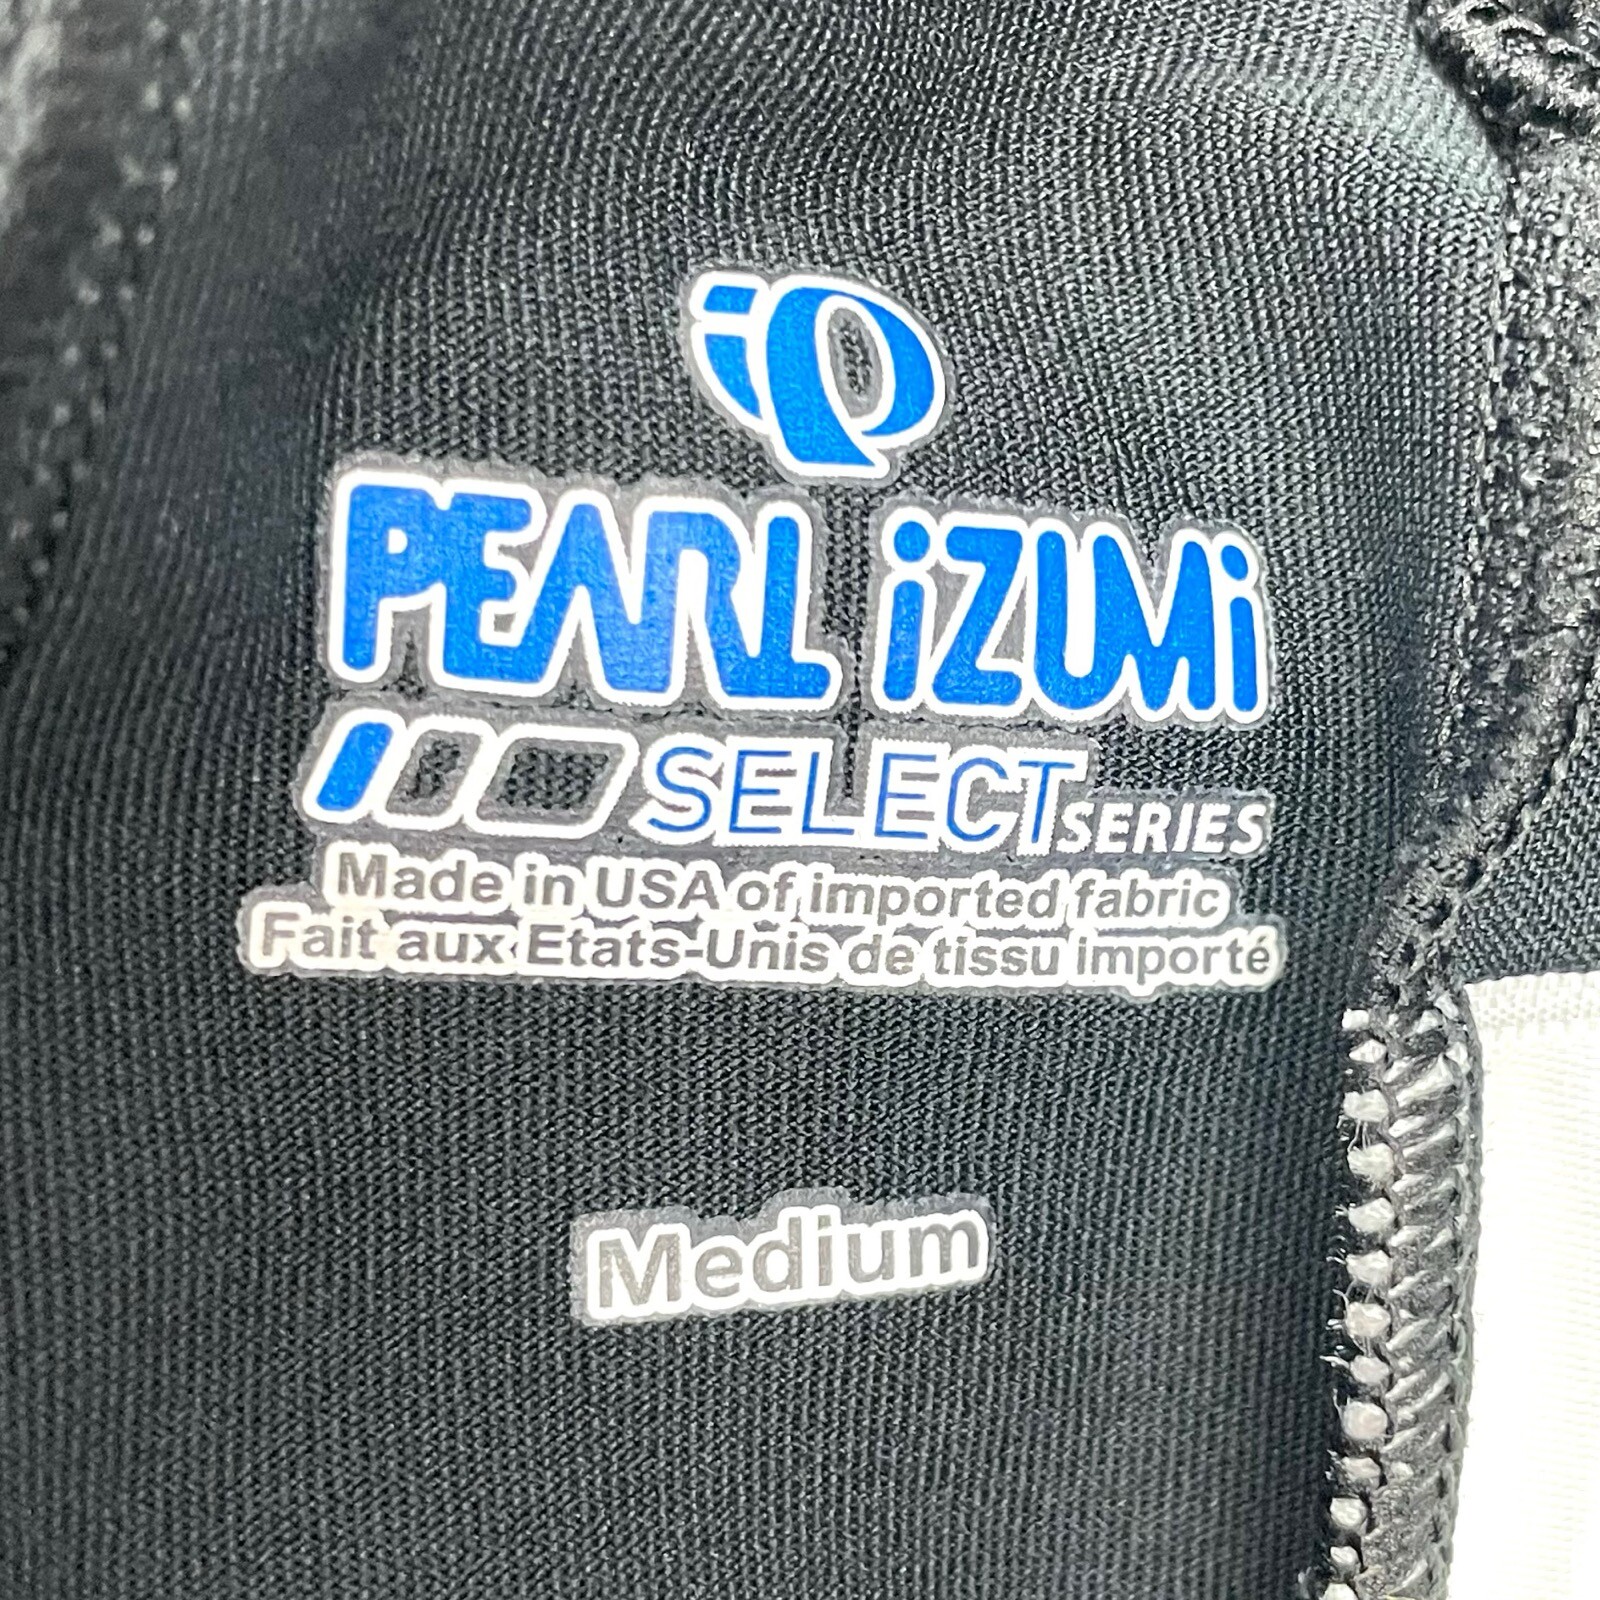 PEARL iZUMi
SELECT SERIES
Made in USA of imported fabric
Fait aux Etats-Unis de tissu importé
Medium